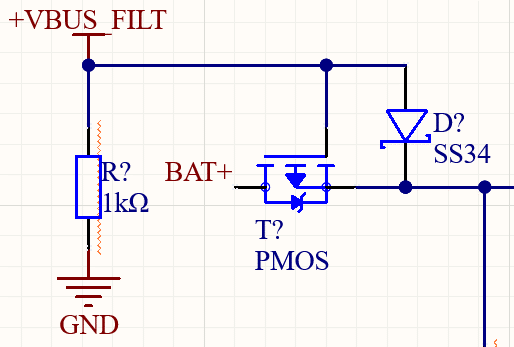 +VBUS_FILT
D?
SS34
R?
1kΩ
BAT+
T?
PMOS
GND